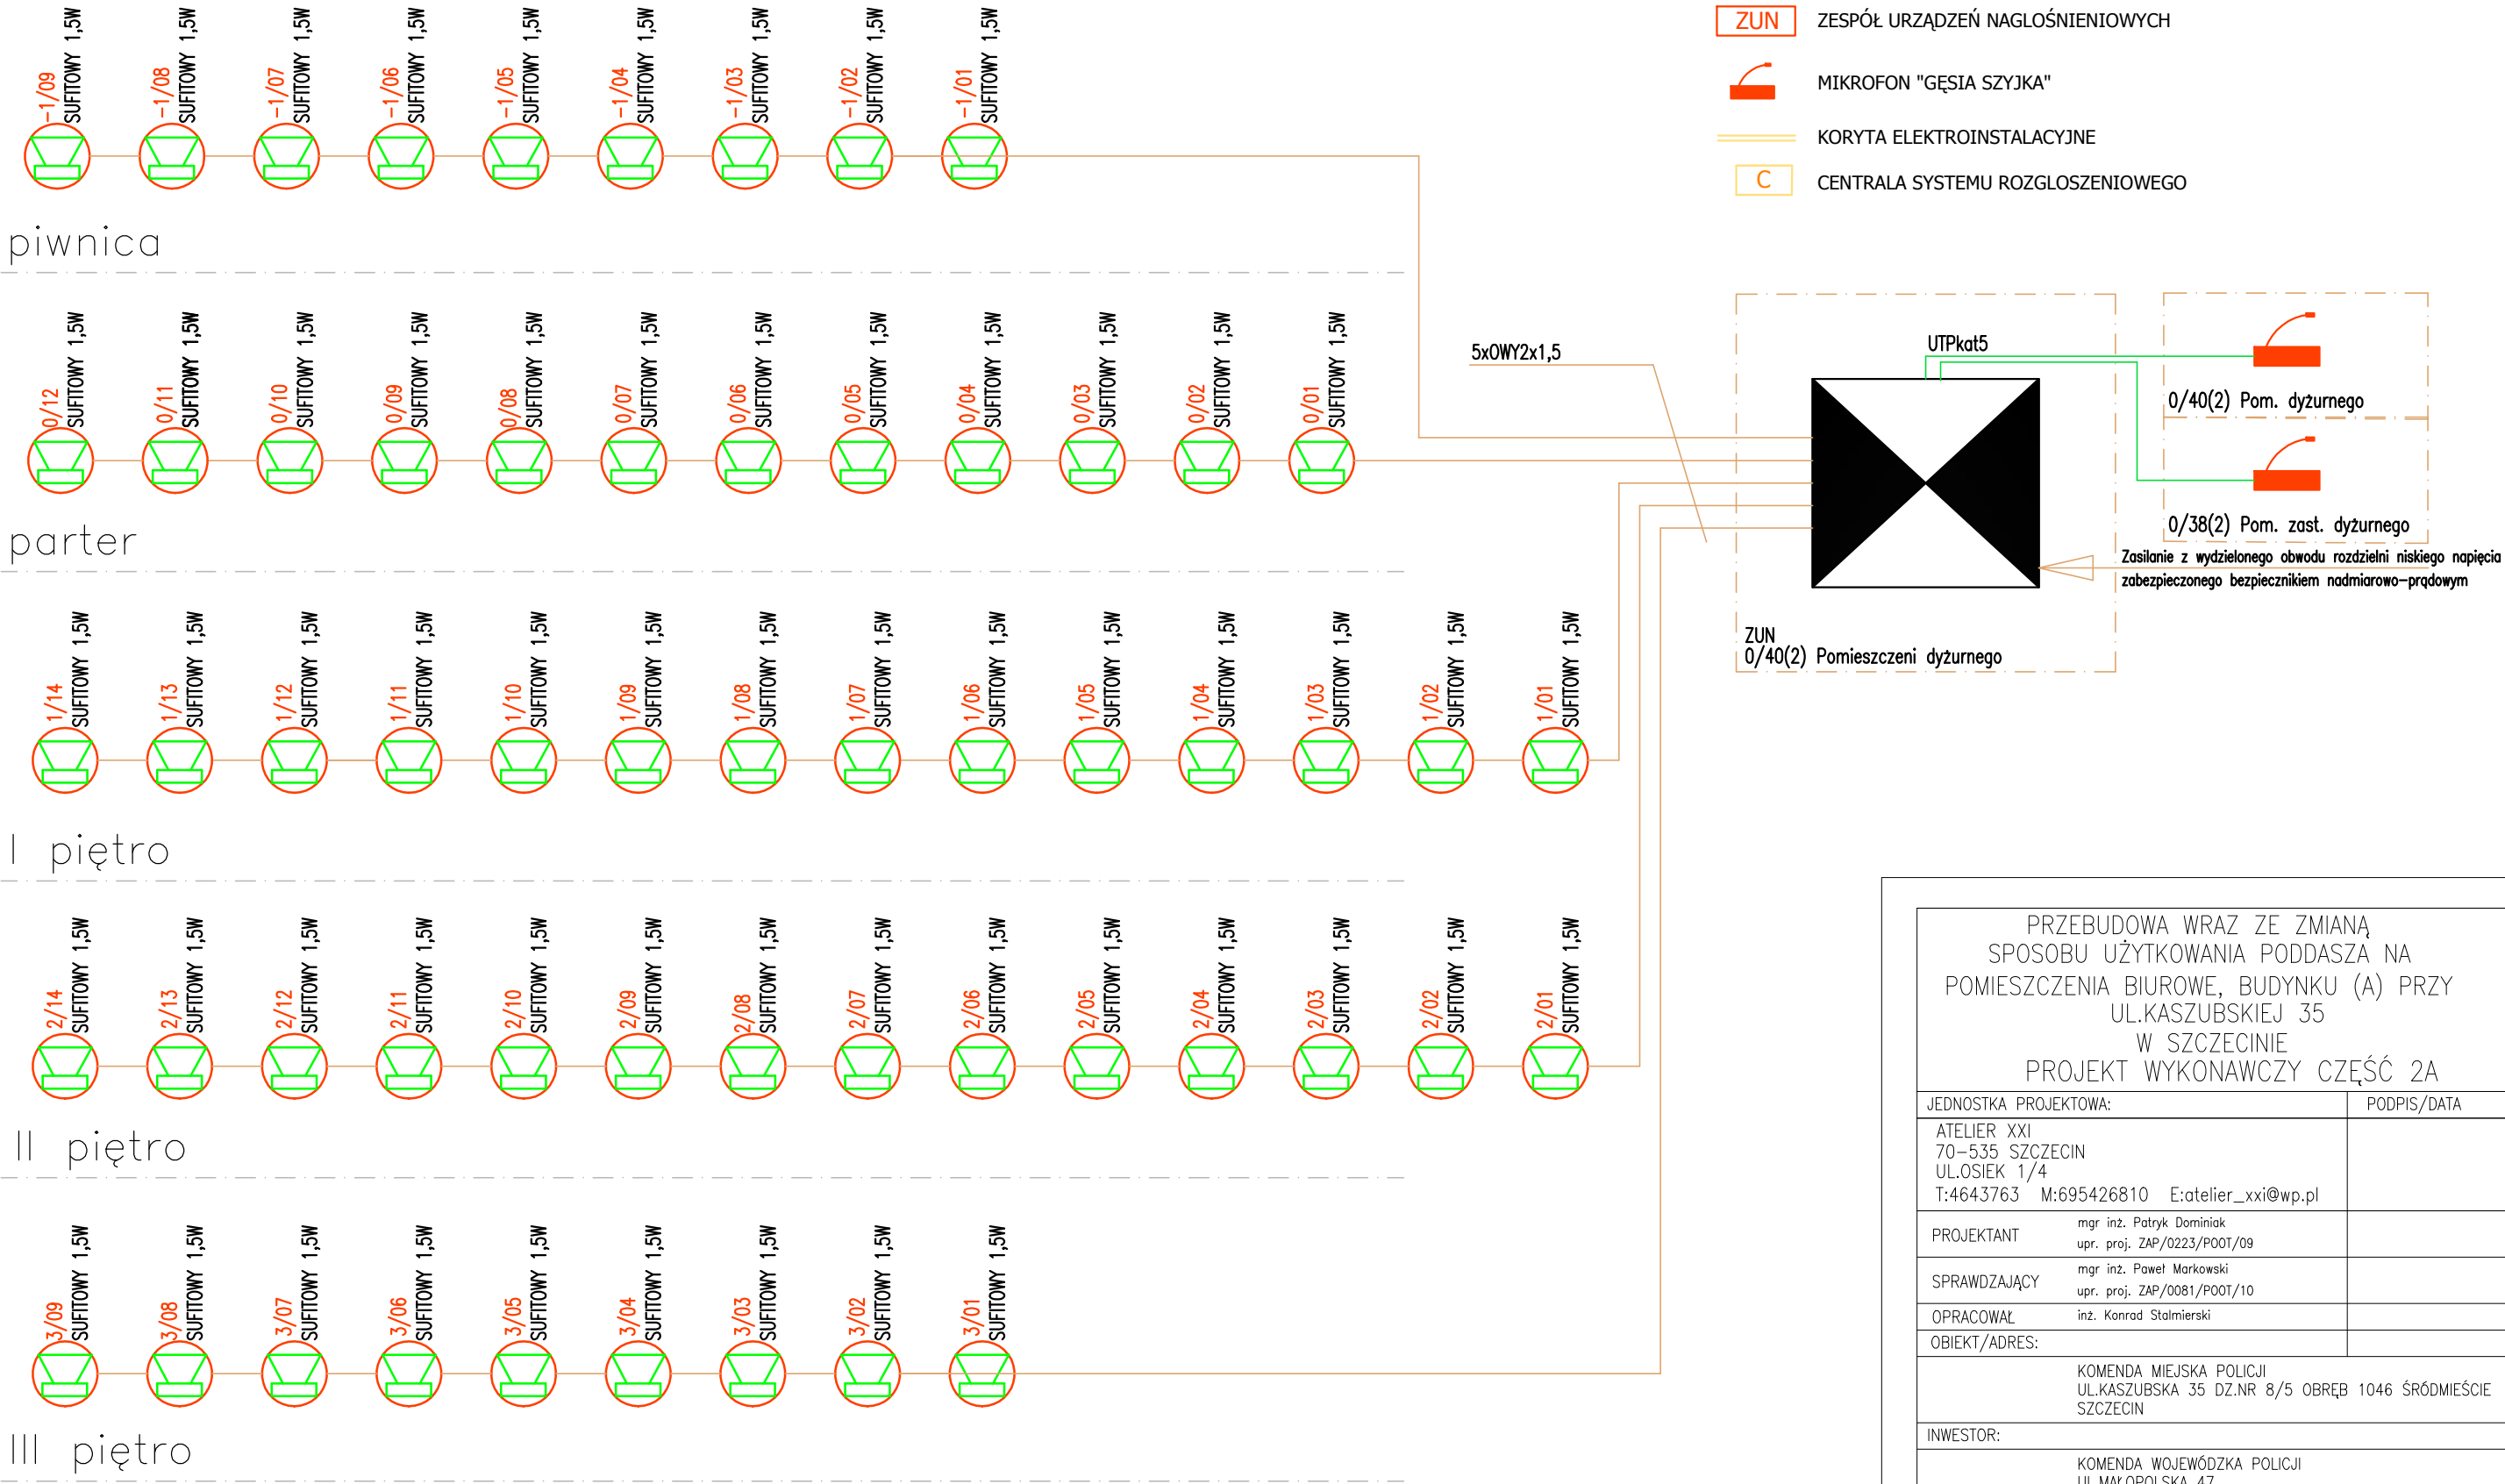 ZUN ZESPÓŁ URZĄDZEŃ NAGLOŚNIENIOWYCH
MIKROFON "GĘSIA SZYJKA"
KORYTA ELEKTROINSTALACYJNE
C CENTRALA SYSTEMU ROZGLOSZENIOWEGO
-1/09
SUFITOWY 1,5W
-1/08
SUFITOWY 1,5W
-1/07
SUFITOWY 1,5W
-1/06
SUFITOWY 1,5W
-1/05
SUFITOWY 1,5W
-1/04
SUFITOWY 1,5W
-1/03
SUFITOWY 1,5W
-1/02
SUFITOWY 1,5W
-1/01
SUFITOWY 1,5W
piwnica
0/12
SUFITOWY 1,5W
0/11
SUFITOWY 1,5W
0/10
SUFITOWY 1,5W
0/09
SUFITOWY 1,5W
0/08
SUFITOWY 1,5W
0/07
SUFITOWY 1,5W
0/06
SUFITOWY 1,5W
0/05
SUFITOWY 1,5W
0/04
SUFITOWY 1,5W
0/03
SUFITOWY 1,5W
0/02
SUFITOWY 1,5W
0/01
SUFITOWY 1,5W
parter
1/14
SUFITOWY 1,5W
1/13
SUFITOWY 1,5W
1/12
SUFITOWY 1,5W
1/11
SUFITOWY 1,5W
1/10
SUFITOWY 1,5W
1/09
SUFITOWY 1,5W
1/08
SUFITOWY 1,5W
1/07
SUFITOWY 1,5W
1/06
SUFITOWY 1,5W
1/05
SUFITOWY 1,5W
1/04
SUFITOWY 1,5W
1/03
SUFITOWY 1,5W
1/02
SUFITOWY 1,5W
1/01
SUFITOWY 1,5W
I piętro
2/14
SUFITOWY 1,5W
2/13
SUFITOWY 1,5W
2/12
SUFITOWY 1,5W
2/11
SUFITOWY 1,5W
2/10
SUFITOWY 1,5W
2/09
SUFITOWY 1,5W
2/08
SUFITOWY 1,5W
2/07
SUFITOWY 1,5W
2/06
SUFITOWY 1,5W
2/05
SUFITOWY 1,5W
2/04
SUFITOWY 1,5W
2/03
SUFITOWY 1,5W
2/02
SUFITOWY 1,5W
2/01
SUFITOWY 1,5W
II piętro
3/09
SUFITOWY 1,5W
3/08
SUFITOWY 1,5W
3/07
SUFITOWY 1,5W
3/06
SUFITOWY 1,5W
3/05
SUFITOWY 1,5W
3/04
SUFITOWY 1,5W
3/03
SUFITOWY 1,5W
3/02
SUFITOWY 1,5W
3/01
SUFITOWY 1,5W
III piętro
5xOWY2x1,5
UTPkat5
0/40(2) Pom. dyżurnego
0/38(2) Pom. zast. dyżurnego
Zasilanie z wydzielonego obwodu rozdzielni niskiego napięcia
zabezpieczonego bezpiecznikiem nadmiarowo-prądowym
ZUN
0/40(2) Pomieszczeni dyżurnego
PRZEBUDOWA WRAZ ZE ZMIANĄ
SPOSOBU UŻYTKOWANIA PODDASZA NA
POMIESZCZENIA BIUROWE, BUDYNKU (A) PRZY
UL.KASZUBSKIEJ 35
W SZCZECINIE
PROJEKT WYKONAWCZY CZĘŚĆ 2A
JEDNOSTKA PROJEKTOWA: PODPIS/DATA
ATELIER XXI
70-535 SZCZECIN
UL.OSIEK 1/4
T:4643763 M:695426810 E:atelier_xxi@wp.pl
PROJEKTANT
mgr inż. Patryk Dominiak
upr. proj. ZAP/0223/POOT/09
SPRAWDZAJĄCY
mgr inż. Paweł Markowski
upr. proj. ZAP/0081/POOT/10
OPRACOWAŁ inż. Konrad Stalmierski
OBIEKT/ADRES:
KOMENDA MIEJSKA POLICJI
UL.KASZUBSKA 35 DZ.NR 8/5 OBRĘB 1046 ŚRÓDMIEŚCIE
SZCZECIN
INWESTOR:
KOMENDA WOJEWÓDZKA POLICJI
UL.MAŁOPOLSKA 47